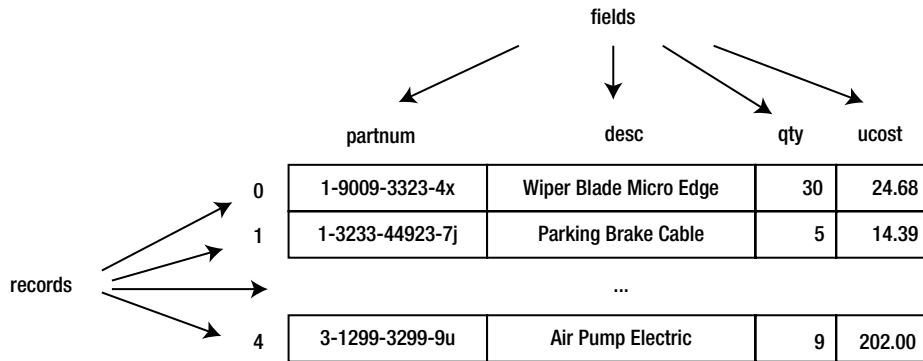 fields
partnum desc qty ucost
0 1-9009-3323-4x Wiper Blade Micro Edge 30 24.68
1 1-3233-44923-7j Parking Brake Cable 5 14.39
records ...
4 3-1299-3299-9u Air Pump Electric 9 202.00